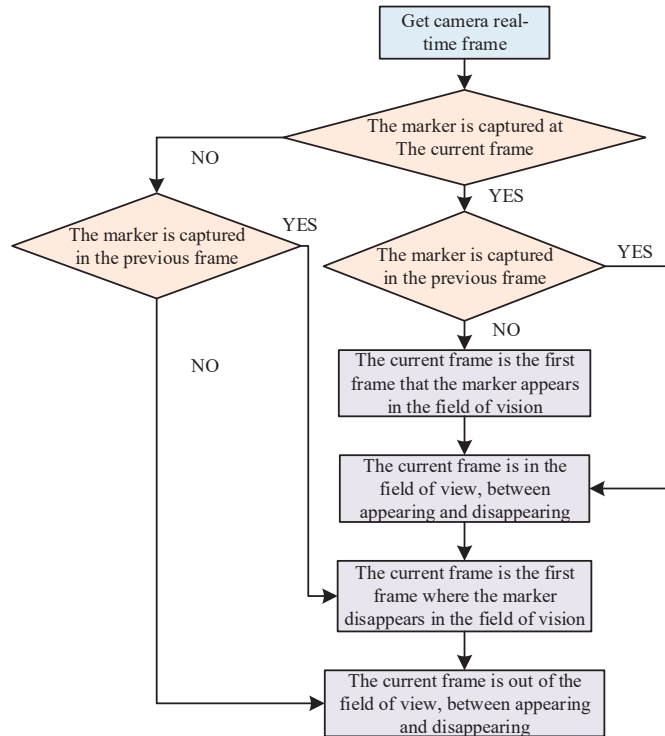 Get camera real-
time frame
The marker is captured at
The current frame
NO
YES
The marker is captured
in the previous frame
YES
The marker is captured
in the previous frame
YES
NO
NO
The current frame is the first
frame that the marker appears
in the field of vision
The current frame is in the
field of view, between
appearing and disappearing
The current frame is the first
frame where the marker
disappears in the field of vision
The current frame is out of the
field of view, between appearing
and disappearing